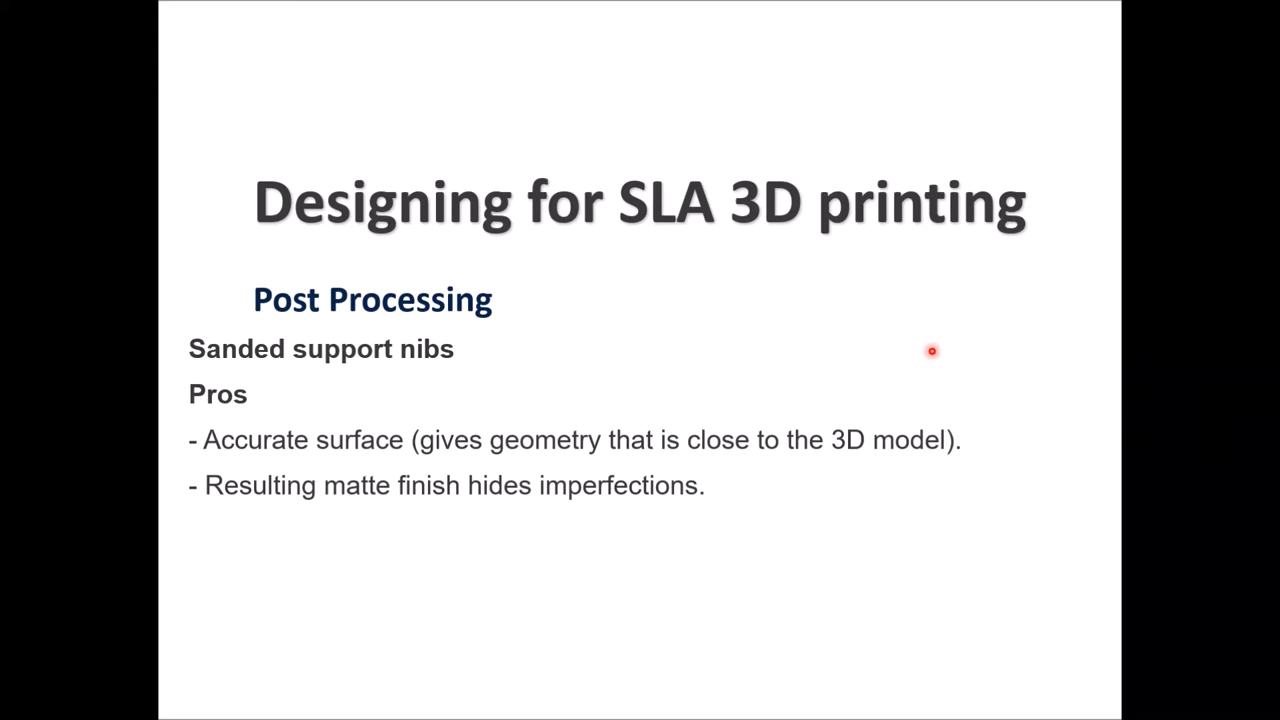 Designing for SLA 3D printing
Post Processing
Sanded support nibs
Pros
- Accurate surface (gives geometry that is close to the 3D model).
- Resulting matte finish hides imperfections.